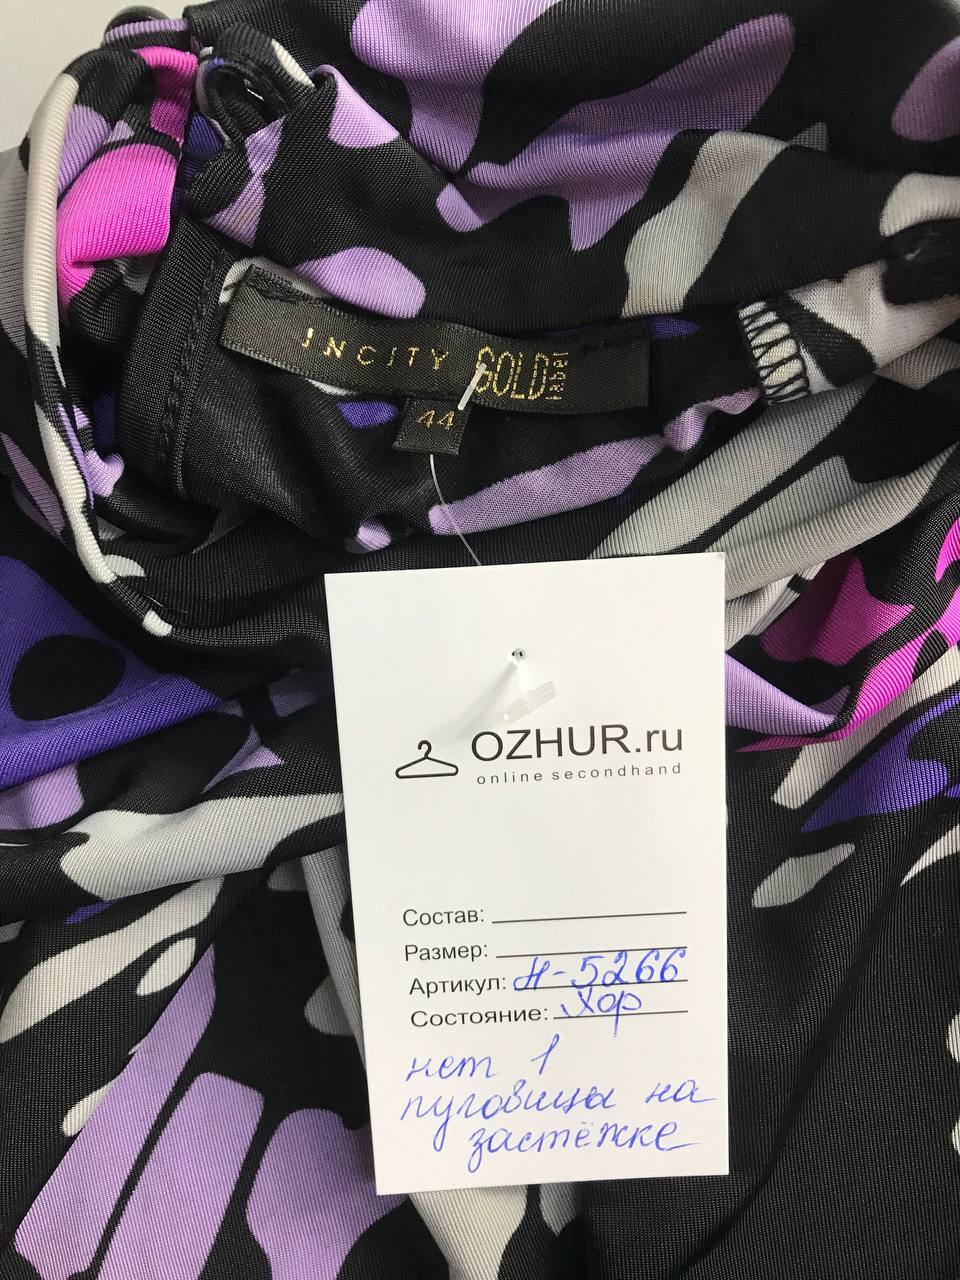 INCITY GOLD
44
OZHUR.ru
online secondhand
Состав:
Размер:
Артикул: Н-5266
Состояние: Хор
нет 1
пуговицы на
застёжке